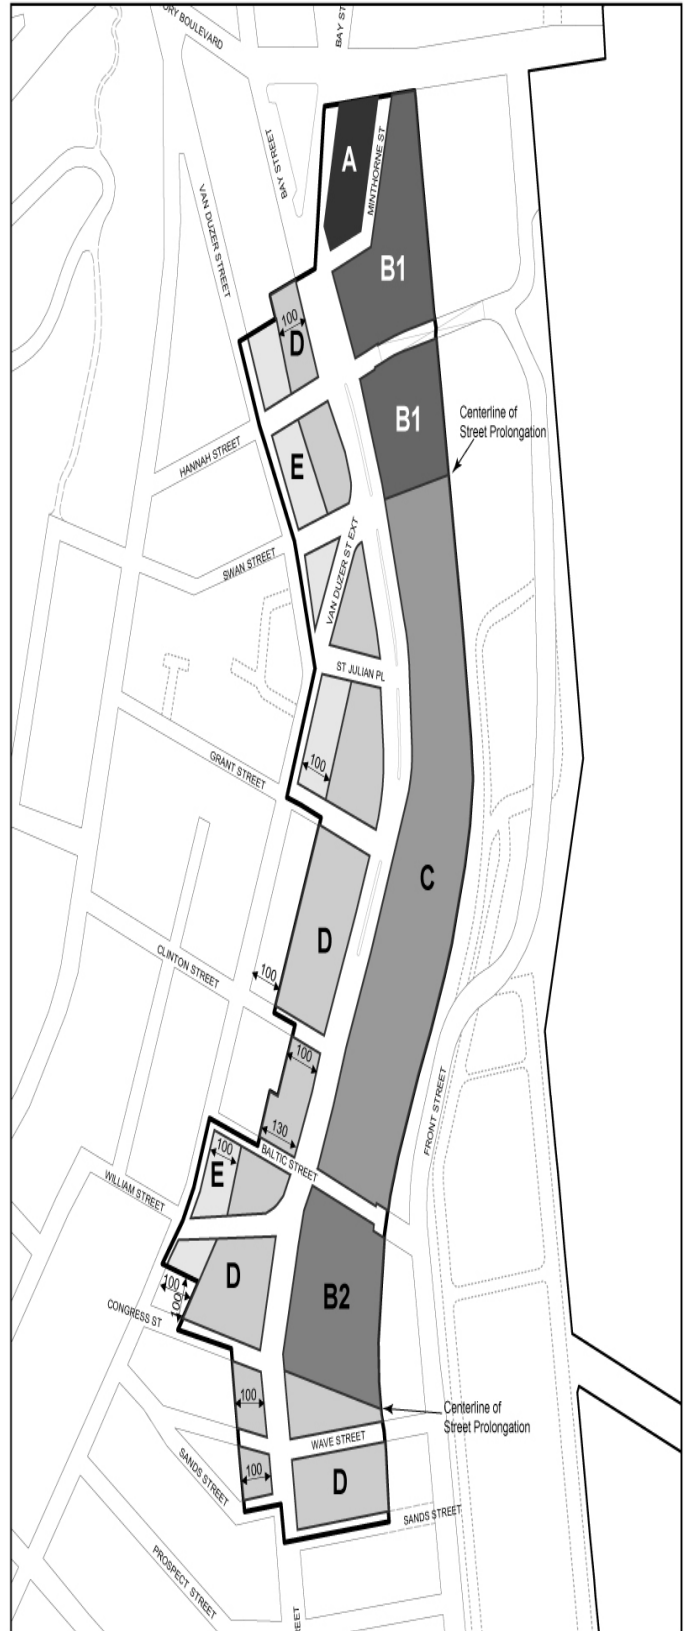 ORY BOULEVARD
BAY ST
BAY STREET
A
MINTHORNE ST
VAN DUZER STREET
B1
100
D
B1
Centerline of
Street Prolongation
HANNAH STREET
E
VAN DUZER ST EXT
SWAN STREET
ST JULIAN PL
GRANT STREET
100
C
D
CLINTON STREET
100
100
130
FRONT STREET
100
BALTIC STREET
E
WILLIAM STREET
D
100
100
B2
CONGRESS ST
100
Centerline of
Street Prolongation
WAVE STREET
SANDS STREET
100
D
SANDS STREET
PROSPECT STREET
REET